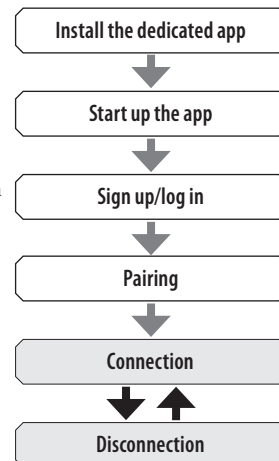 Install the dedicated app
Start up the app
Sign up/log in
Pairing
Connection
Disconnection